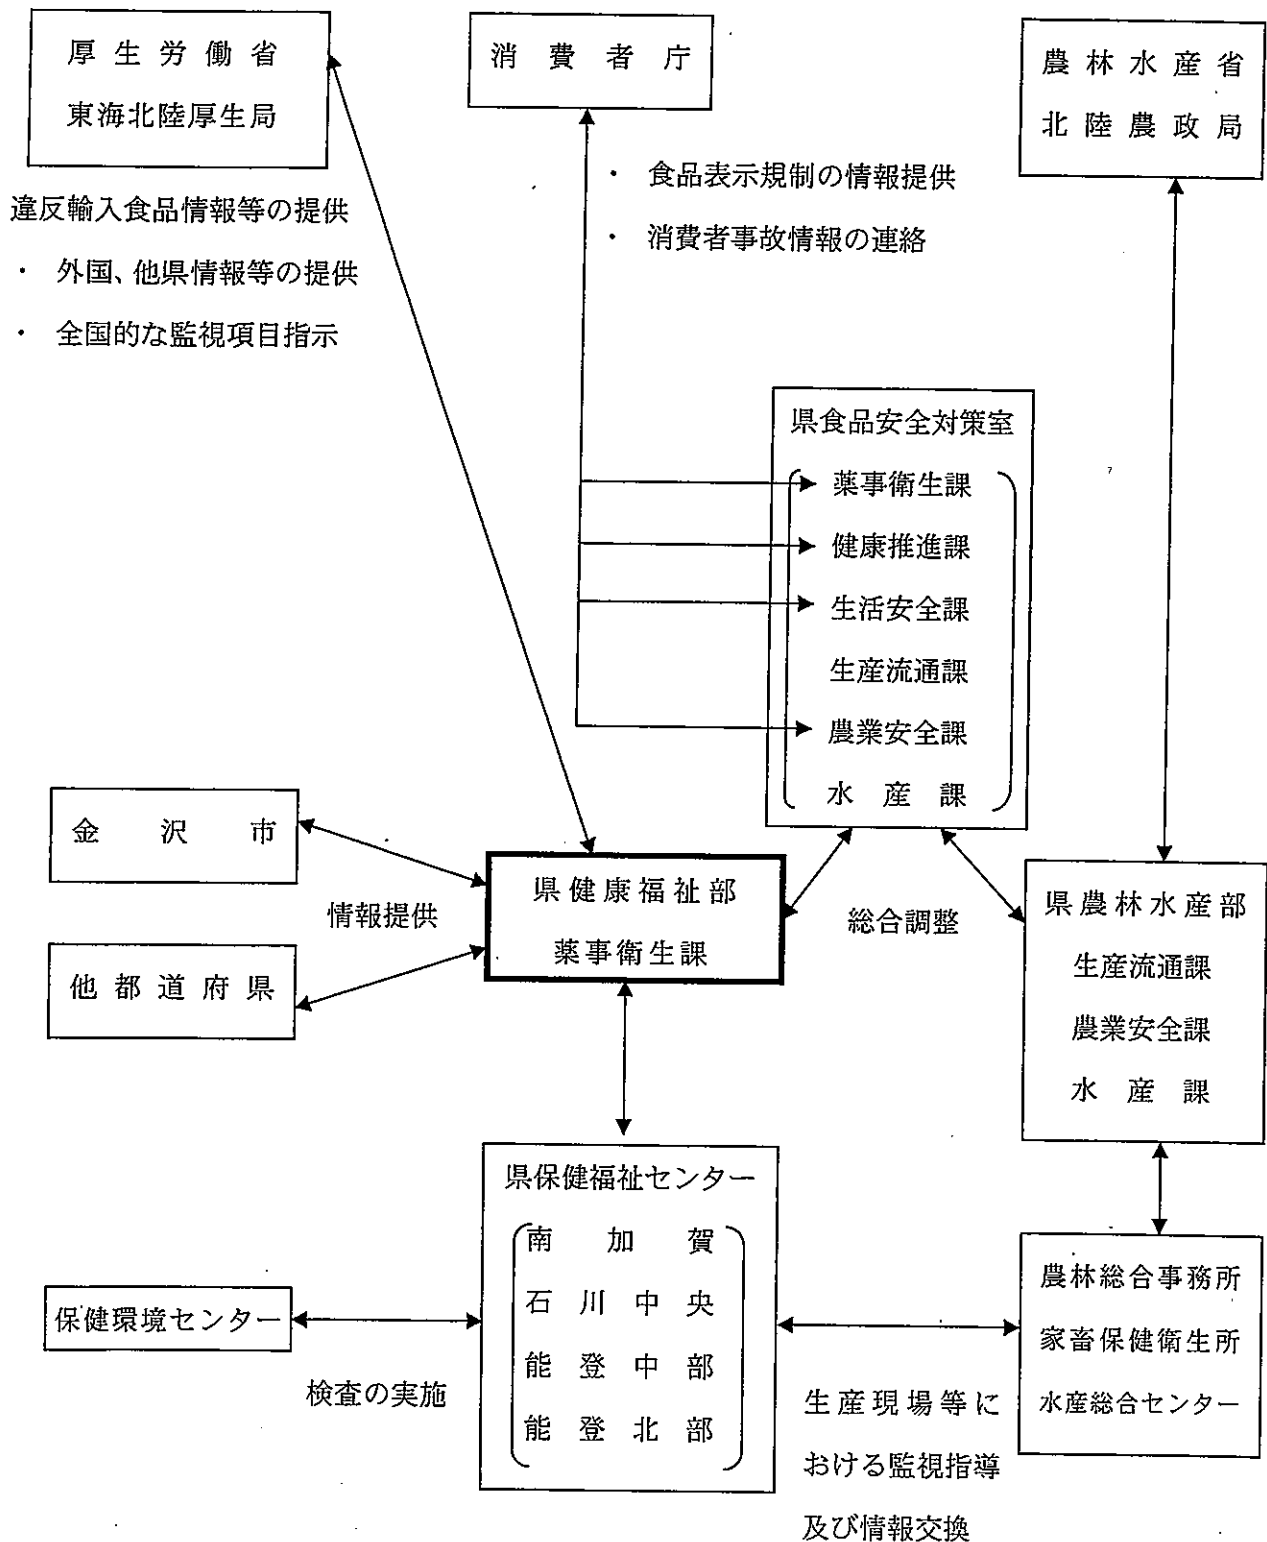 厚生労働省
東海北陸厚生局
違反輸入食品情報等の提供
・ 外国、他県情報等の提供
・ 全国的な監視項目指示
消費者庁
・ 食品表示規制の情報提供
・ 消費者事故情報の連絡
農林水産省
北陸農政局
県食品安全対策室
薬事衛生課
健康推進課
生活安全課
生産流通課
農業安全課
水産課
金沢市
情報提供
他都道府県
県健康福祉部
薬事衛生課
総合調整
県農林水産部
生産流通課
農業安全課
水産課
県保健福祉センター
南加賀
石川中央
能登中部
能登北部
保健環境センター
検査の実施
農林総合事務所
家畜保健衛生所
水産総合センター
生産現場等に
おける監視指導
及び情報交換